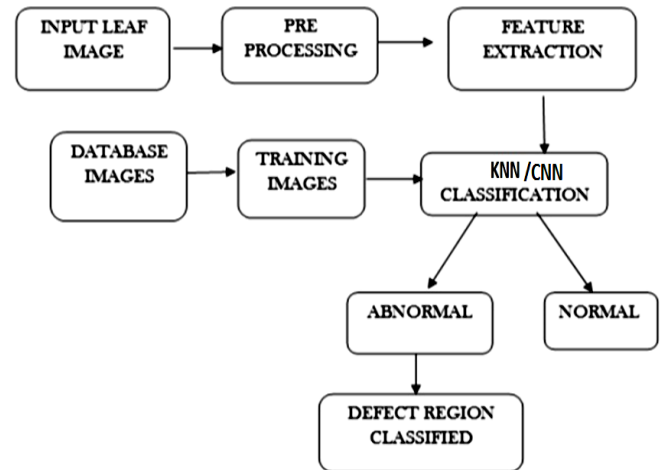 INPUT LEAF
IMAGE
PRE
PROCESSING
FEATURE
EXTRACTION
DATABASE
IMAGES
TRAINING
IMAGES
KNN /CNN
CLASSIFICATION
ABNORMAL
NORMAL
DEFECT REGION
CLASSIFIED